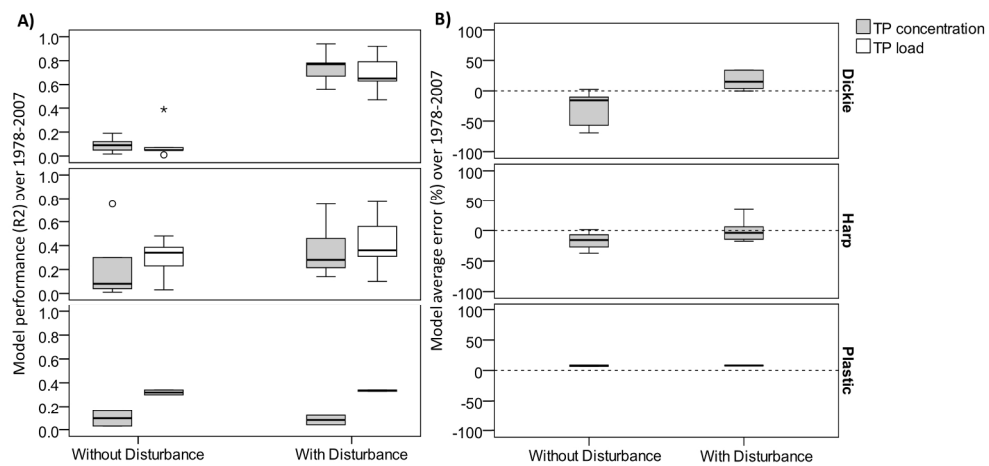 A)
B)
TP concentration
TP load
Model performance (R2) over 1978-2007
1.0
0.8
0.6
0.4
0.2
0.0
*
1.0
0.8
0.6
0.4
0.2
0.0
1.0
0.8
0.6
0.4
0.2
0.0
Without Disturbance
With Disturbance
Model average error (%) over 1978-2007
100
50
0
-50
-100
100
50
0
-50
-100
100
50
0
-50
-100
Without Disturbance
With Disturbance
Dickie
Harp
Plastic